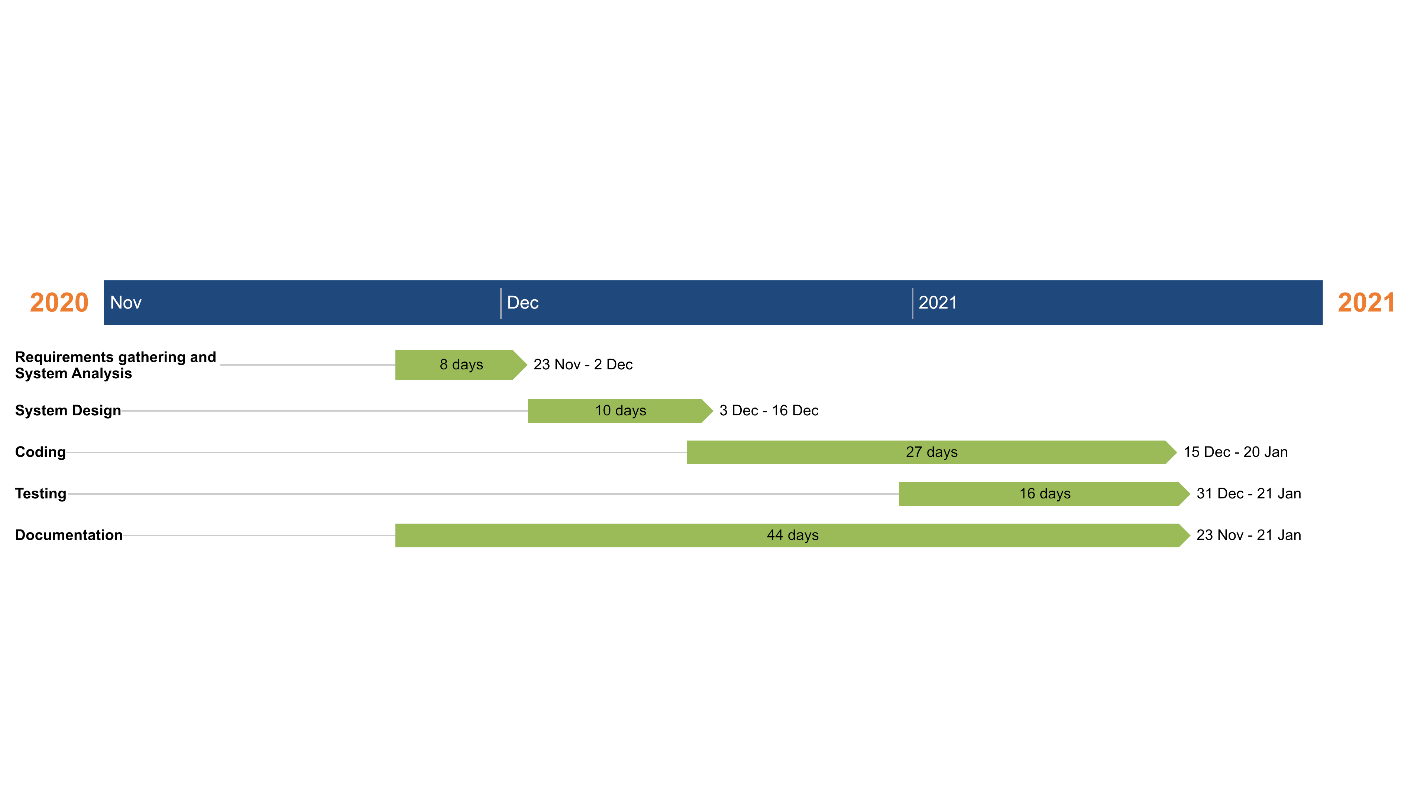 2020 Nov Dec 2021 2021
Requirements gathering and
System Analysis
8 days 23 Nov - 2 Dec
System Design 10 days 3 Dec - 16 Dec
Coding 27 days 15 Dec - 20 Jan
Testing 16 days 31 Dec - 21 Jan
Documentation 44 days 23 Nov - 21 Jan